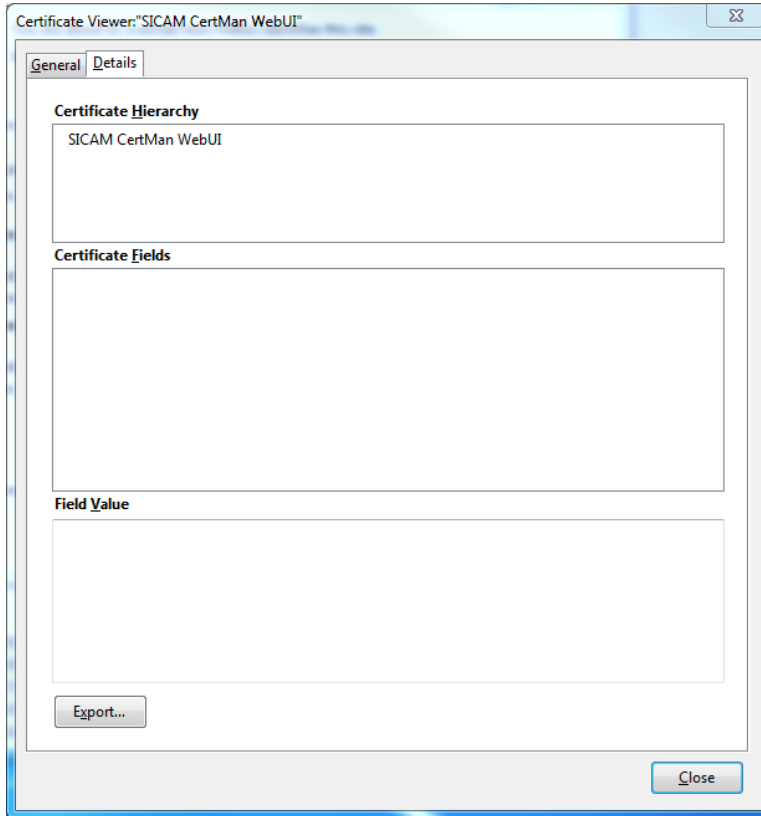 Certificate Viewer:"SICAM CertMan WebUI"
General Details
Certificate Hierarchy
SICAM CertMan WebUI
Certificate Fields
Field Value
Export...
Close